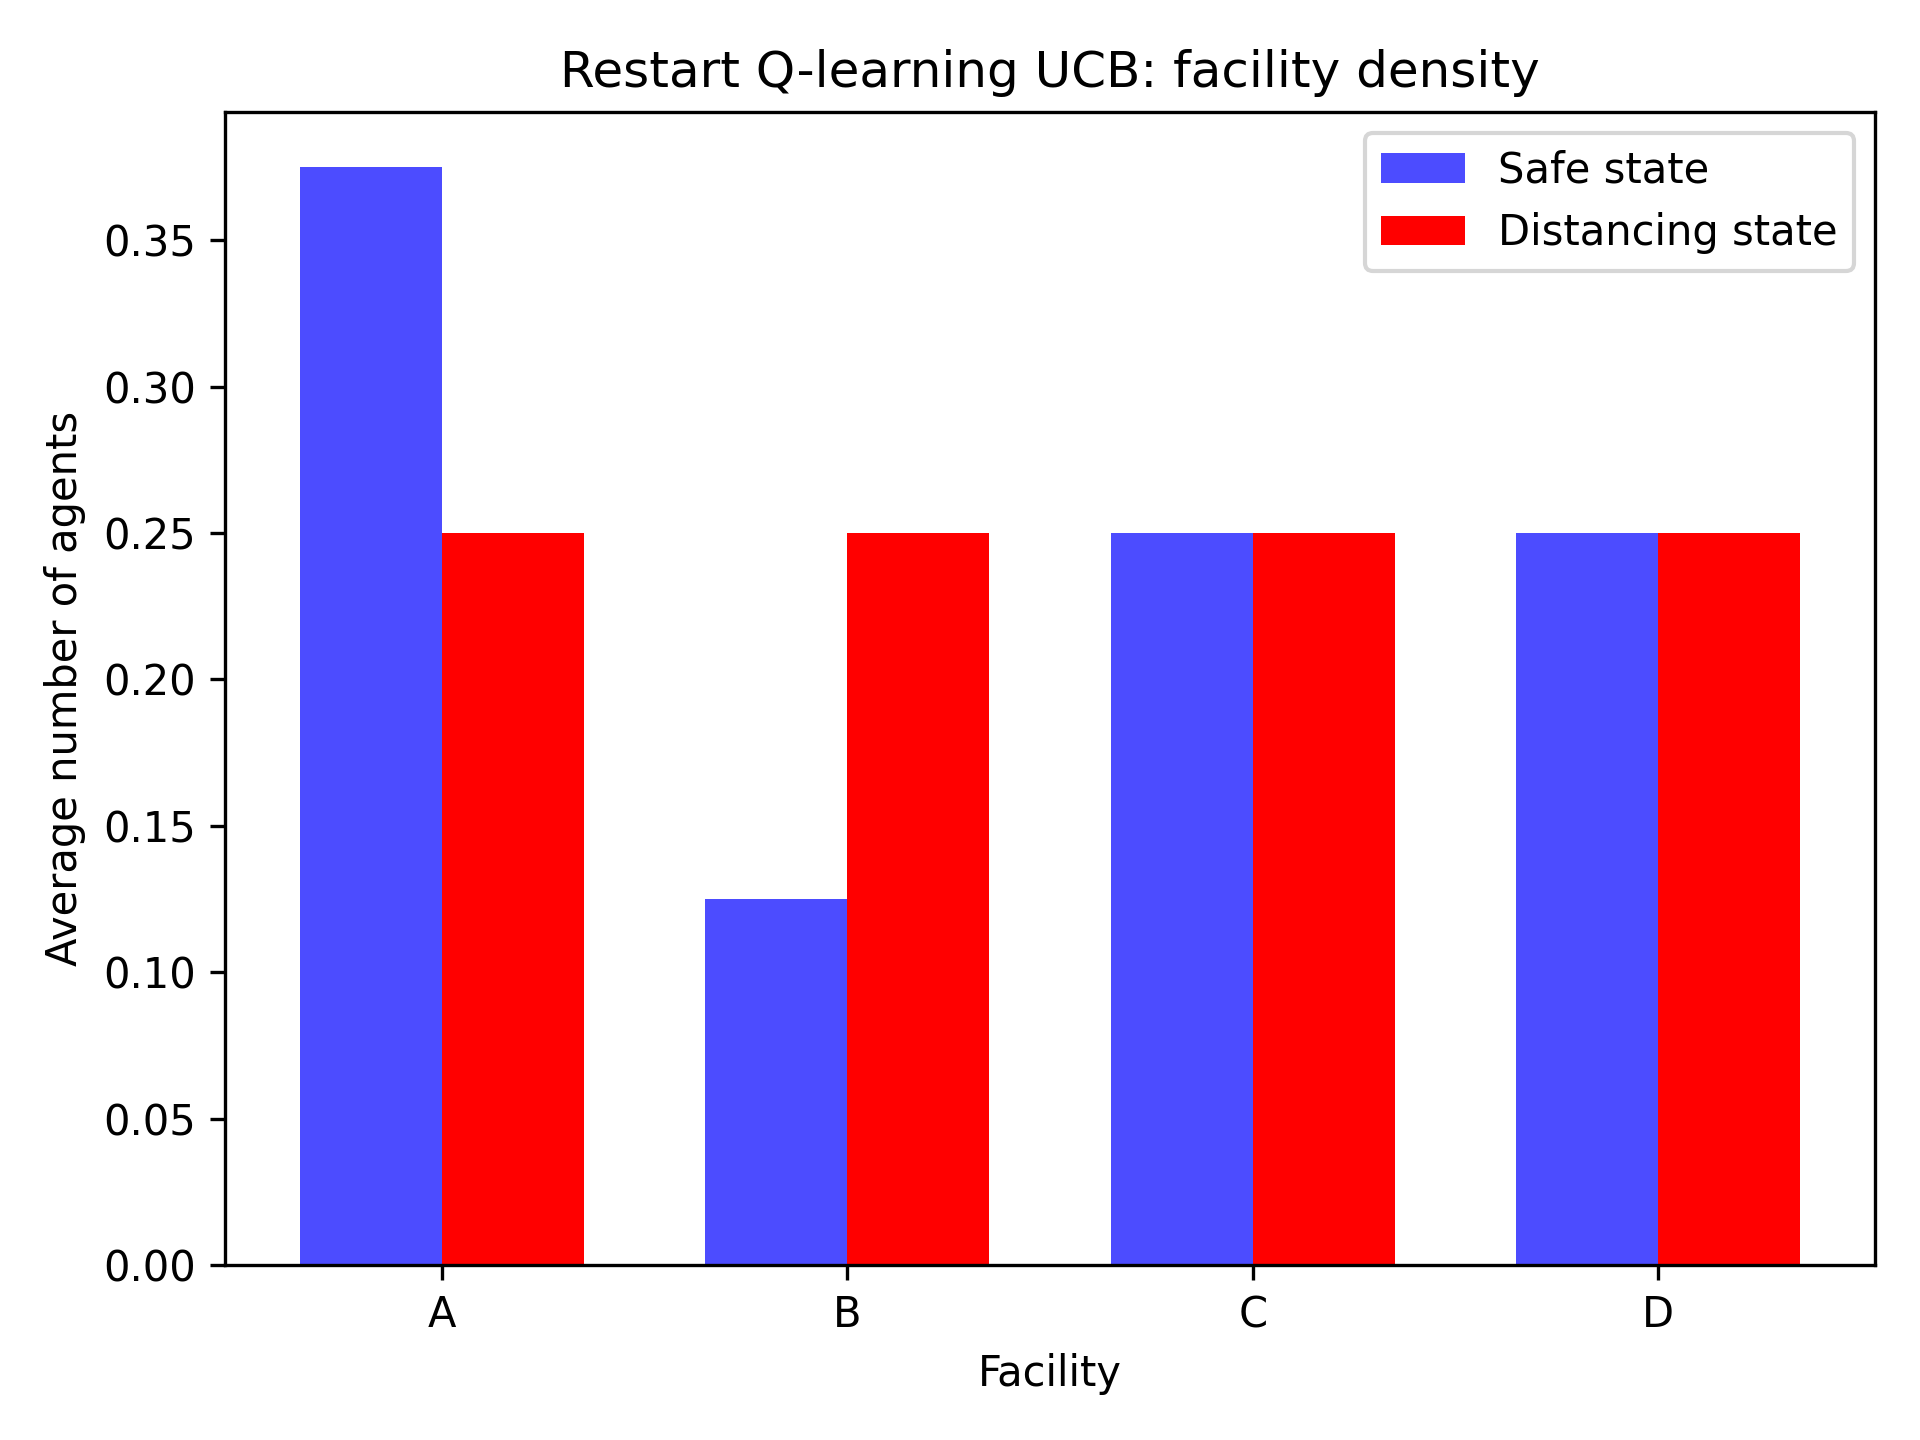 Restart Q-learning UCB: facility density
Safe state
Distancing state
Average number of agents
0.35
0.30
0.25
0.20
0.15
0.10
0.05
0.00
A
B
C
D
Facility